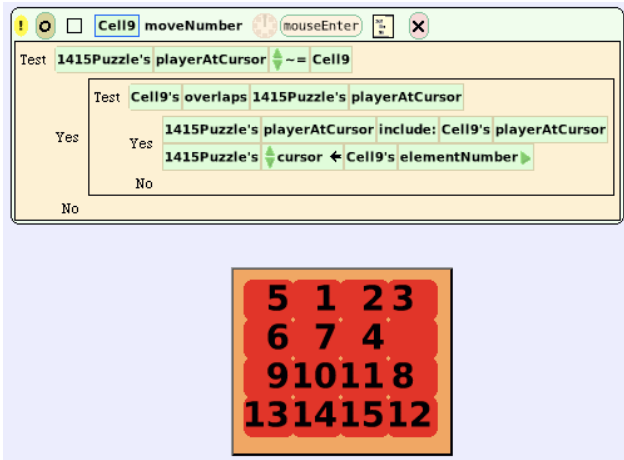 ! Cell9 moveNumber mouseEnter
Test 1415Puzzle's playerAtCursor ~= Cell9
Test Cell9's overlaps 1415Puzzle's playerAtCursor
Yes
Yes
1415Puzzle's playerAtCursor include: Cell9's playerAtCursor
1415Puzzle's cursor ← Cell9's elementNumber
No
No
5 1 2 3
6 7 4
9 10 11 8
13 14 15 12